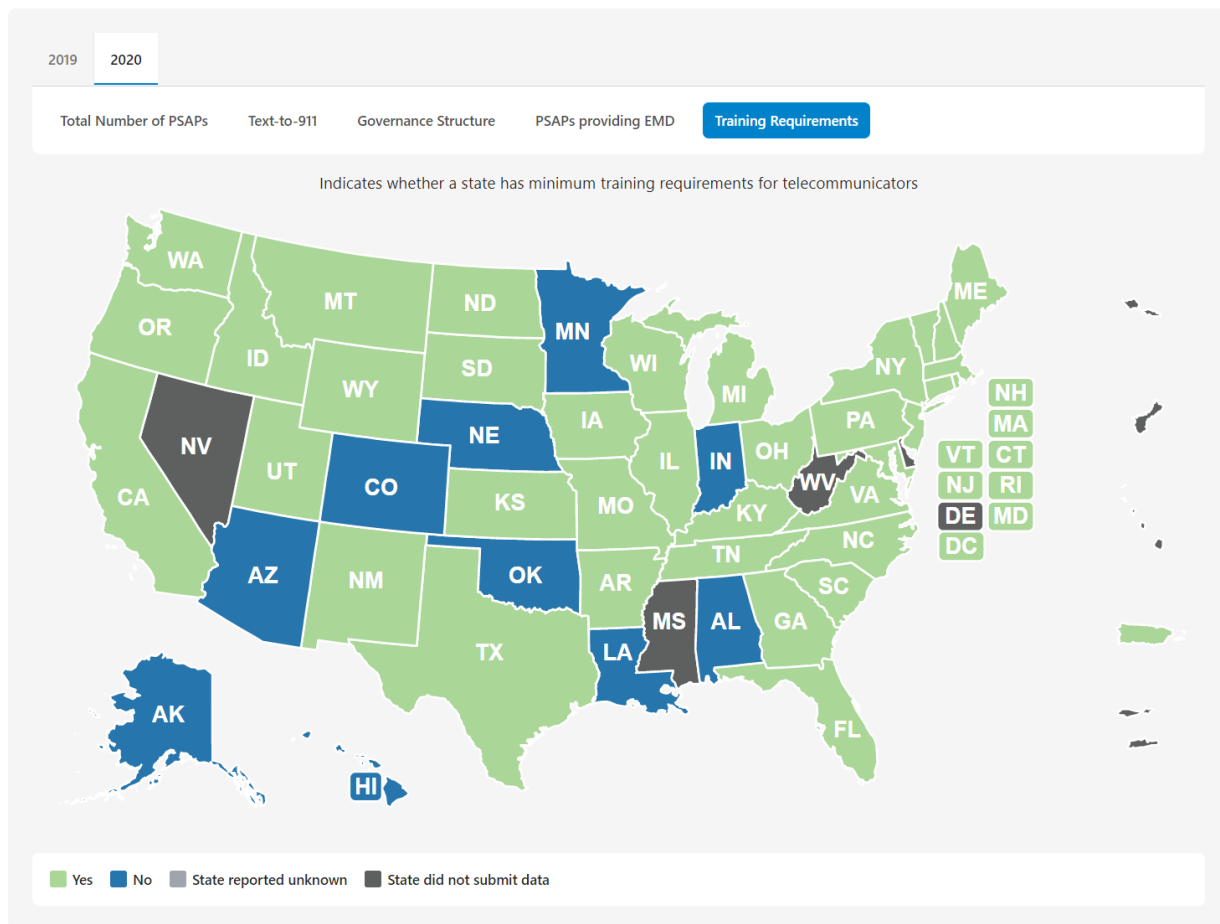 2019
2020
Total Number of PSAPs
Text-to-911
Governance Structure
PSAPs providing EMD
Training Requirements
Indicates whether a state has minimum training requirements for telecommunicators
WA
MT
ND
MN
ME
OR
ID
SD
WI
NY
WY
MI
NH
IA
PA
MA
NV
NE
OH
VT
CT
UT
CO
IL
IN
WV
NJ
RI
CA
KS
MO
VA
KY
DE
MD
NC
DC
TN
AZ
NM
OK
AR
SC
TX
LA
MS
AL
GA
AK
FL
HI
Yes
No
State reported unknown
State did not submit data